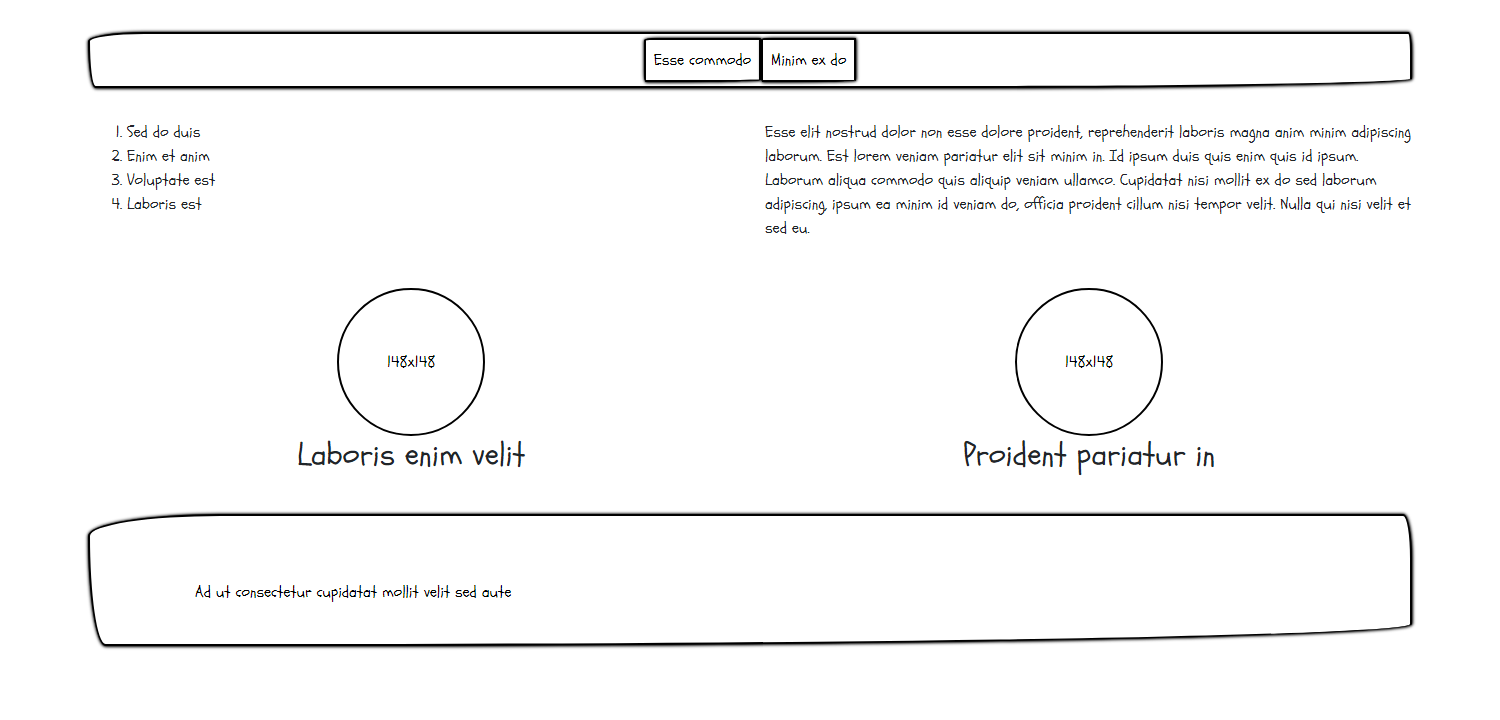 Esse commodo Minim ex do
1. Sed do duis
2. Enim et anim
3. Voluptate est
4. Laboris est
Esse elit nostrud dolor non esse dolore proident, reprehenderit laboris magna anim minim adipiscing
laborum. Est lorem veniam pariatur elit sit minim in. Id ipsum duis quis enim quis id ipsum.
Laborum aliqua commodo quis aliquip veniam ullamco. Cupidatat nisi mollit ex do sed laborum
adipiscing, ipsum ea minim id veniam do, officia proident cillum nisi tempor velit. Nulla qui nisi velit et
sed eu.
148x148
Laboris enim velit
148x148
Proident pariatur in
Ad ut consectetur cupidatat mollit velit sed aute